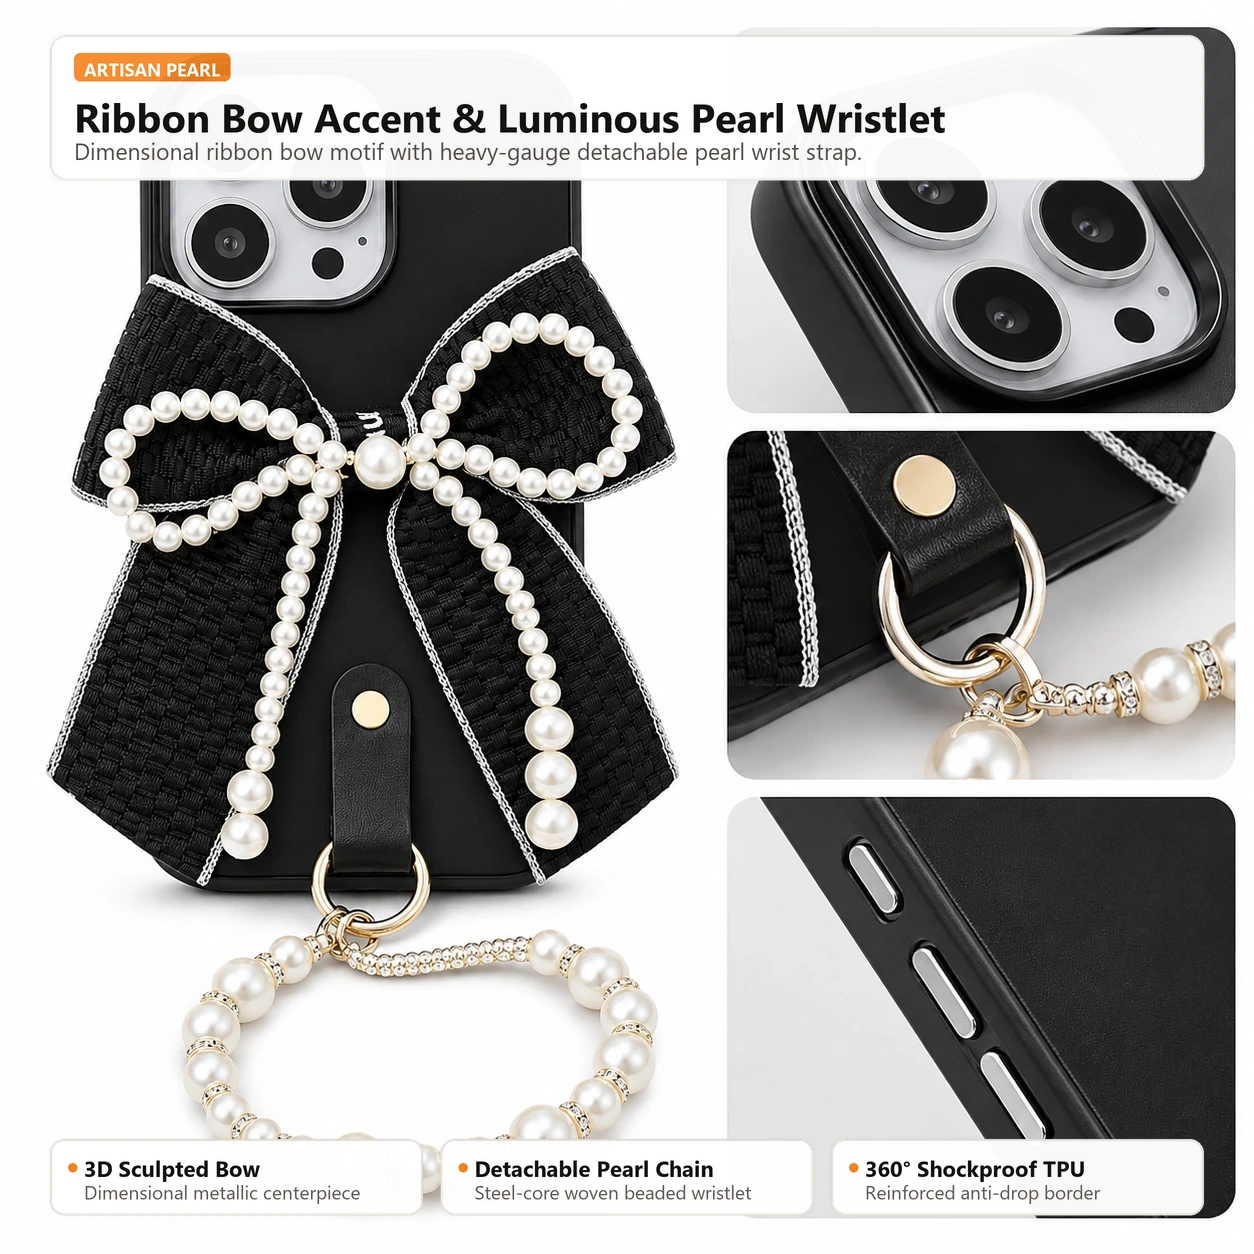 ARTISAN PEARL
Ribbon Bow Accent & Luminous Pearl Wristlet
Dimensional ribbon bow motif with heavy-gauge detachable pearl wrist strap.
3D Sculpted Bow
Dimensional metallic centerpiece
Detachable Pearl Chain
Steel-core woven beaded wristlet
360° Shockproof TPU
Reinforced anti-drop border